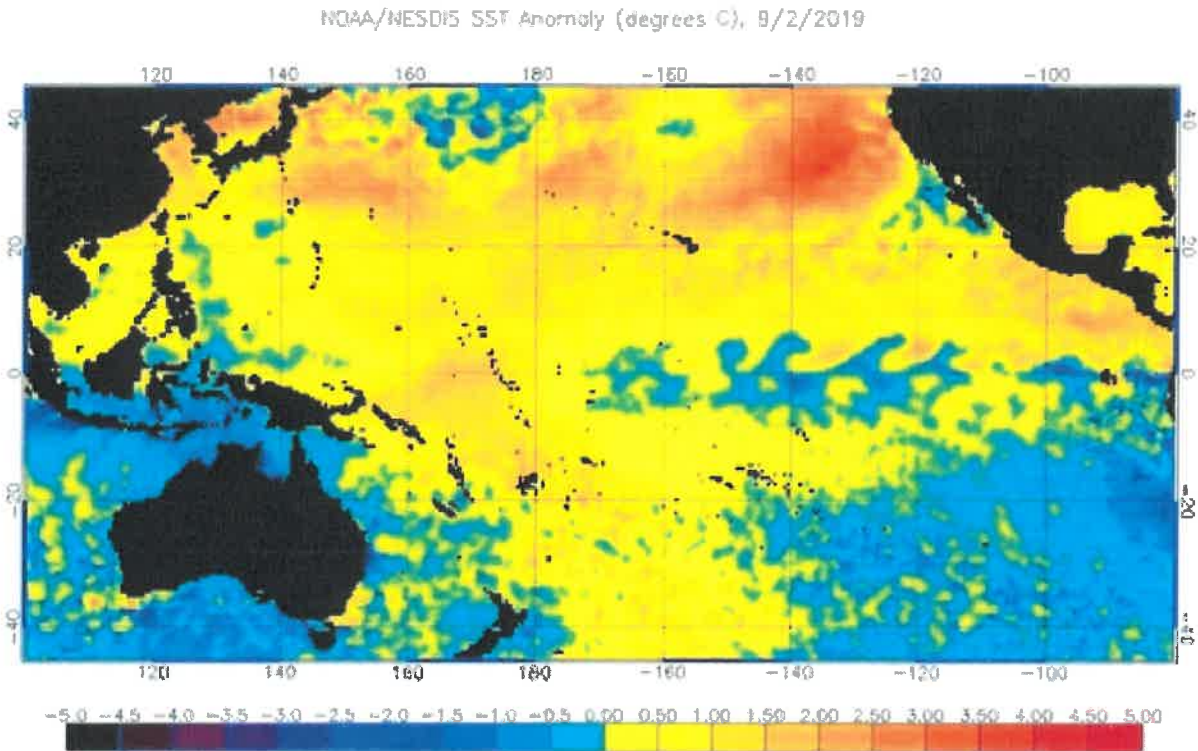 NOAA/NESDIS SST Anomaly (degrees C), 9/2/2019
120 140 160 180 -160 -140 -120 -100
40 40
20 20
0 0
-20 -20
-40 -40
120 140 160 180 -160 -140 -120 -100
-5.0 -4.5 -4.0 -3.5 -3.0 -2.5 -2.0 -1.5 -1.0 -0.5 0.00 0.50 1.00 1.50 2.00 2.50 3.00 3.50 4.00 4.50 5.00